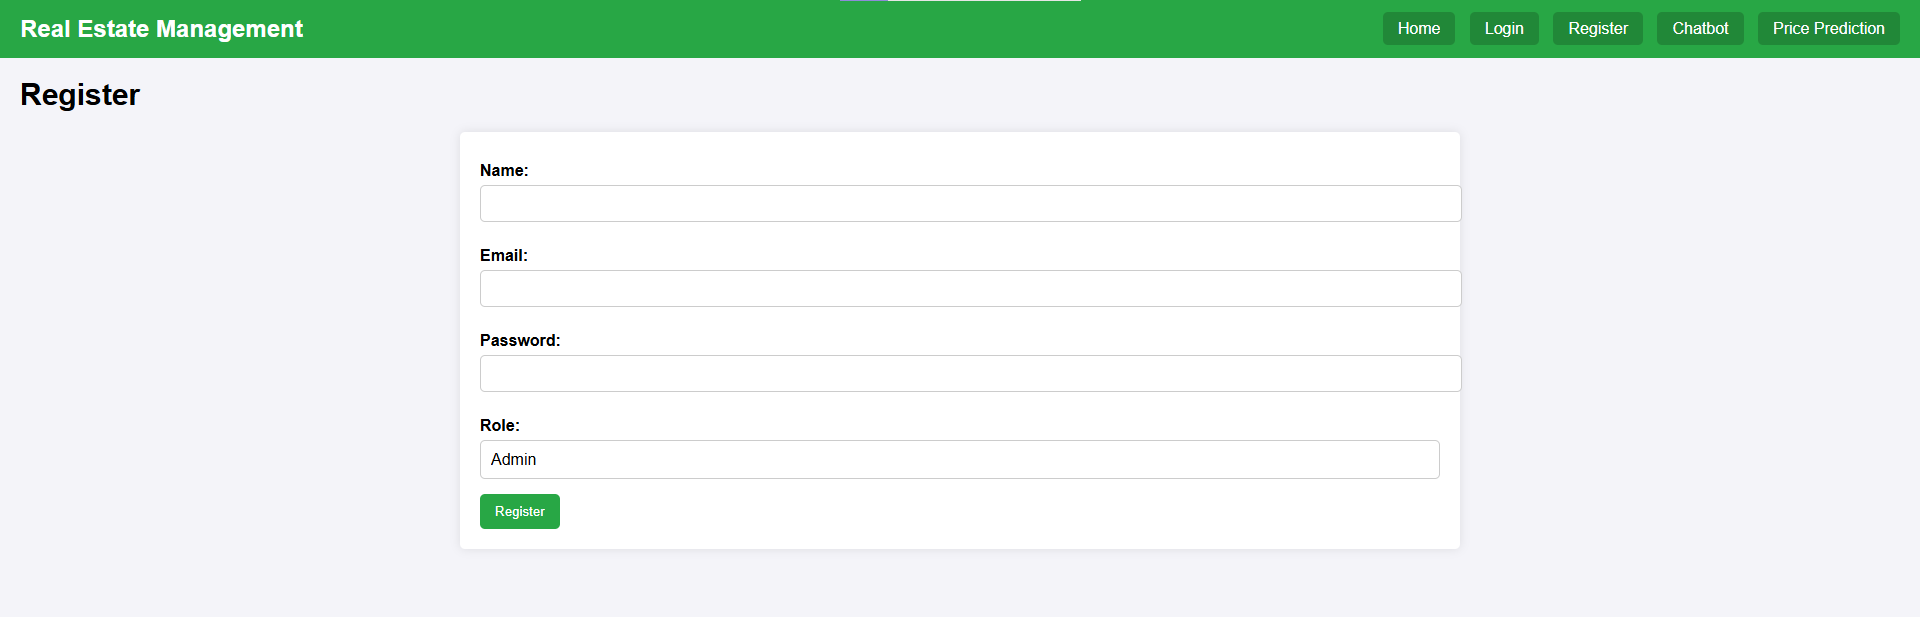 Real Estate Management
Home Login Register Chatbot Price Prediction
Register
Name:
Email:
Password:
Role:
Admin
Register